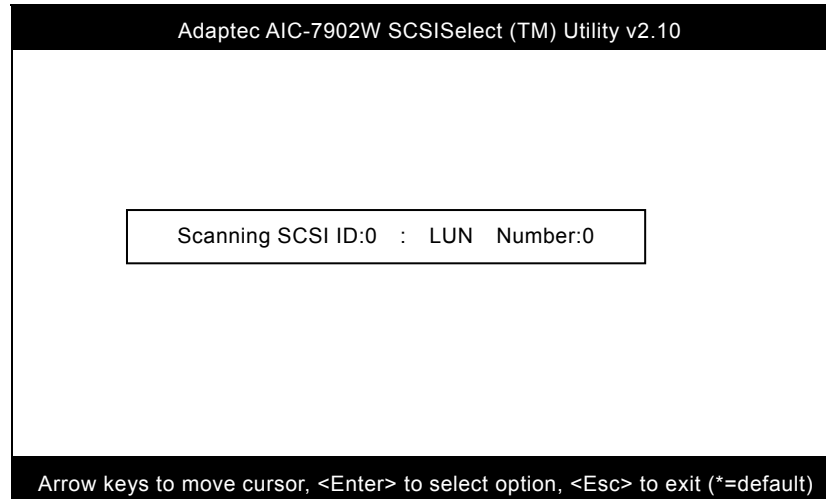 Adaptec AIC-7902W SCSISelect (TM) Utility v2.10
Scanning SCSI ID:0 : LUN Number:0
Arrow keys to move cursor, <Enter> to select option, <Esc> to exit (*=default)